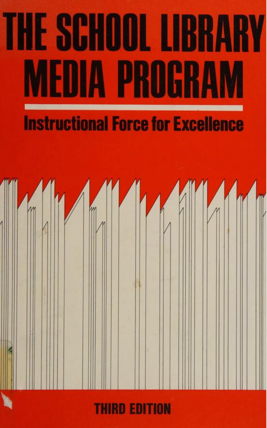 THE SCHOOL LIBRARY
MEDIA PROGRAM
Instructional Force for Excellence
THIRD EDITION